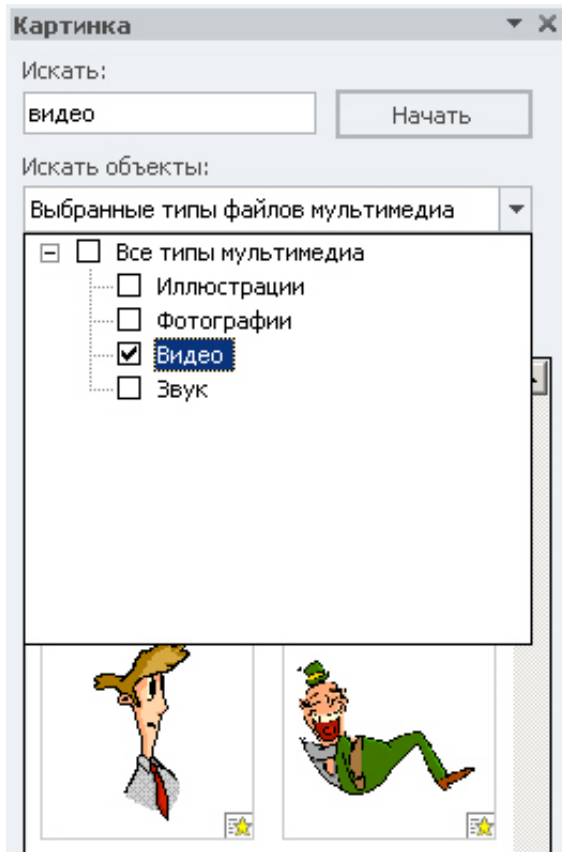 Картинка
Искать:
видео
Начать
Искать объекты:
Выбранные типы файлов мультимедиа
Все типы мультимедиа
Иллюстрации
Фотографии
Видео
Звук